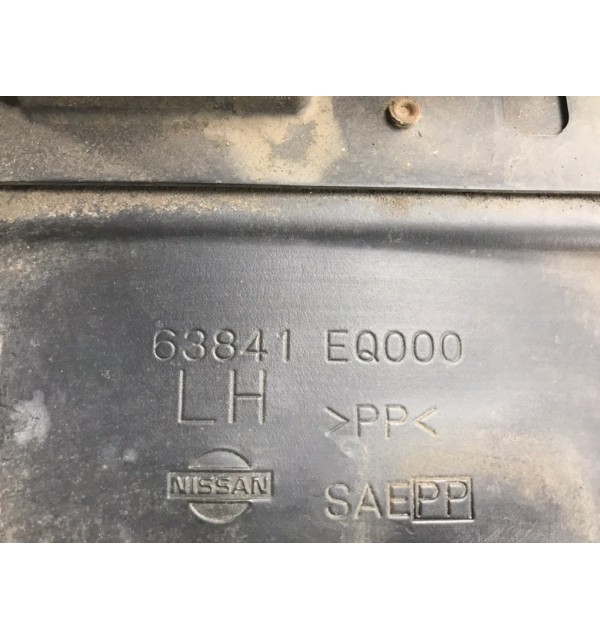 63841 EQ000
LH >PP<
NISSAN SAEPP